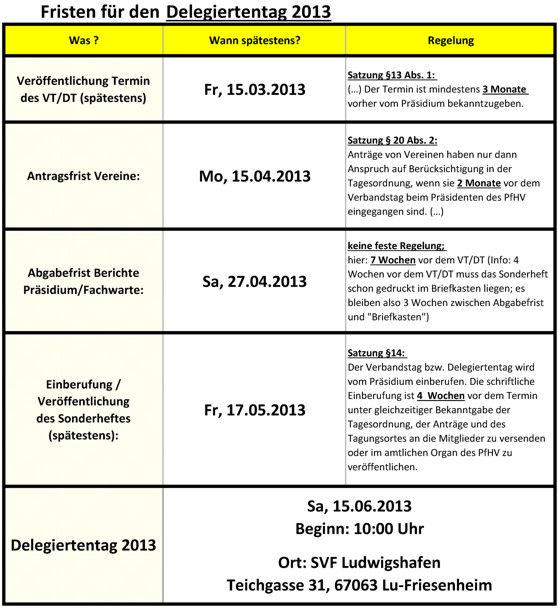 Fristen für den Delegiertentag 2013
Was ?
Wann spätestens?
Regelung
Veröffentlichung Termin
des VT/DT (spätestens)
Fr, 15.03.2013
Satzung §13 Abs. 1:
(…) Der Termin ist mindestens 3 Monate
vorher vom Präsidium bekanntzugeben.
Antragsfrist Vereine:
Mo, 15.04.2013
Satzung § 20 Abs. 2:
Anträge von Vereinen haben nur dann
Anspruch auf Berücksichtigung in der
Tagesordnung, wenn sie 2 Monate vor dem
Verbandstag beim Präsidenten des PfHV
eingegangen sind. (…)
Abgabefrist Berichte
Präsidium/Fachwarte:
Sa, 27.04.2013
keine feste Regelung;
hier: 7 Wochen vor dem VT/DT (Info: 4
Wochen vor dem VT/DT muss das Sonderheft
schon gedruckt im Briefkasten liegen; es
bleiben also 3 Wochen zwischen Abgabefrist
und "Briefkasten")
Einberufung /
Veröffentlichung
des Sonderheftes
(spätestens):
Fr, 17.05.2013
Satzung §14:
Der Verbandstag bzw. Delegiertentag wird
vom Präsidium einberufen. Die schriftliche
Einberufung ist 4 Wochen vor dem Termin
unter gleichzeitiger Bekanntgabe der
Tagesordnung, der Anträge und des
Tagungsortes an die Mitglieder zu versenden
oder im amtlichen Organ des PfHV zu
veröffentlichen.
Delegiertentag 2013
Sa, 15.06.2013
Beginn: 10:00 Uhr
Ort: SVF Ludwigshafen
Teichgasse 31, 67063 Lu-Friesenheim